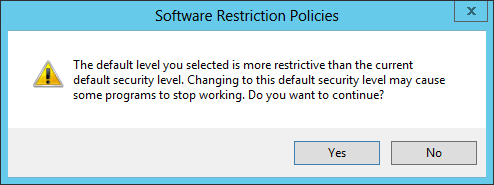 Software Restriction Policies
x
The default level you selected is more restrictive than the current
default security level. Changing to this default security level may cause
some programs to stop working. Do you want to continue?
Yes
No